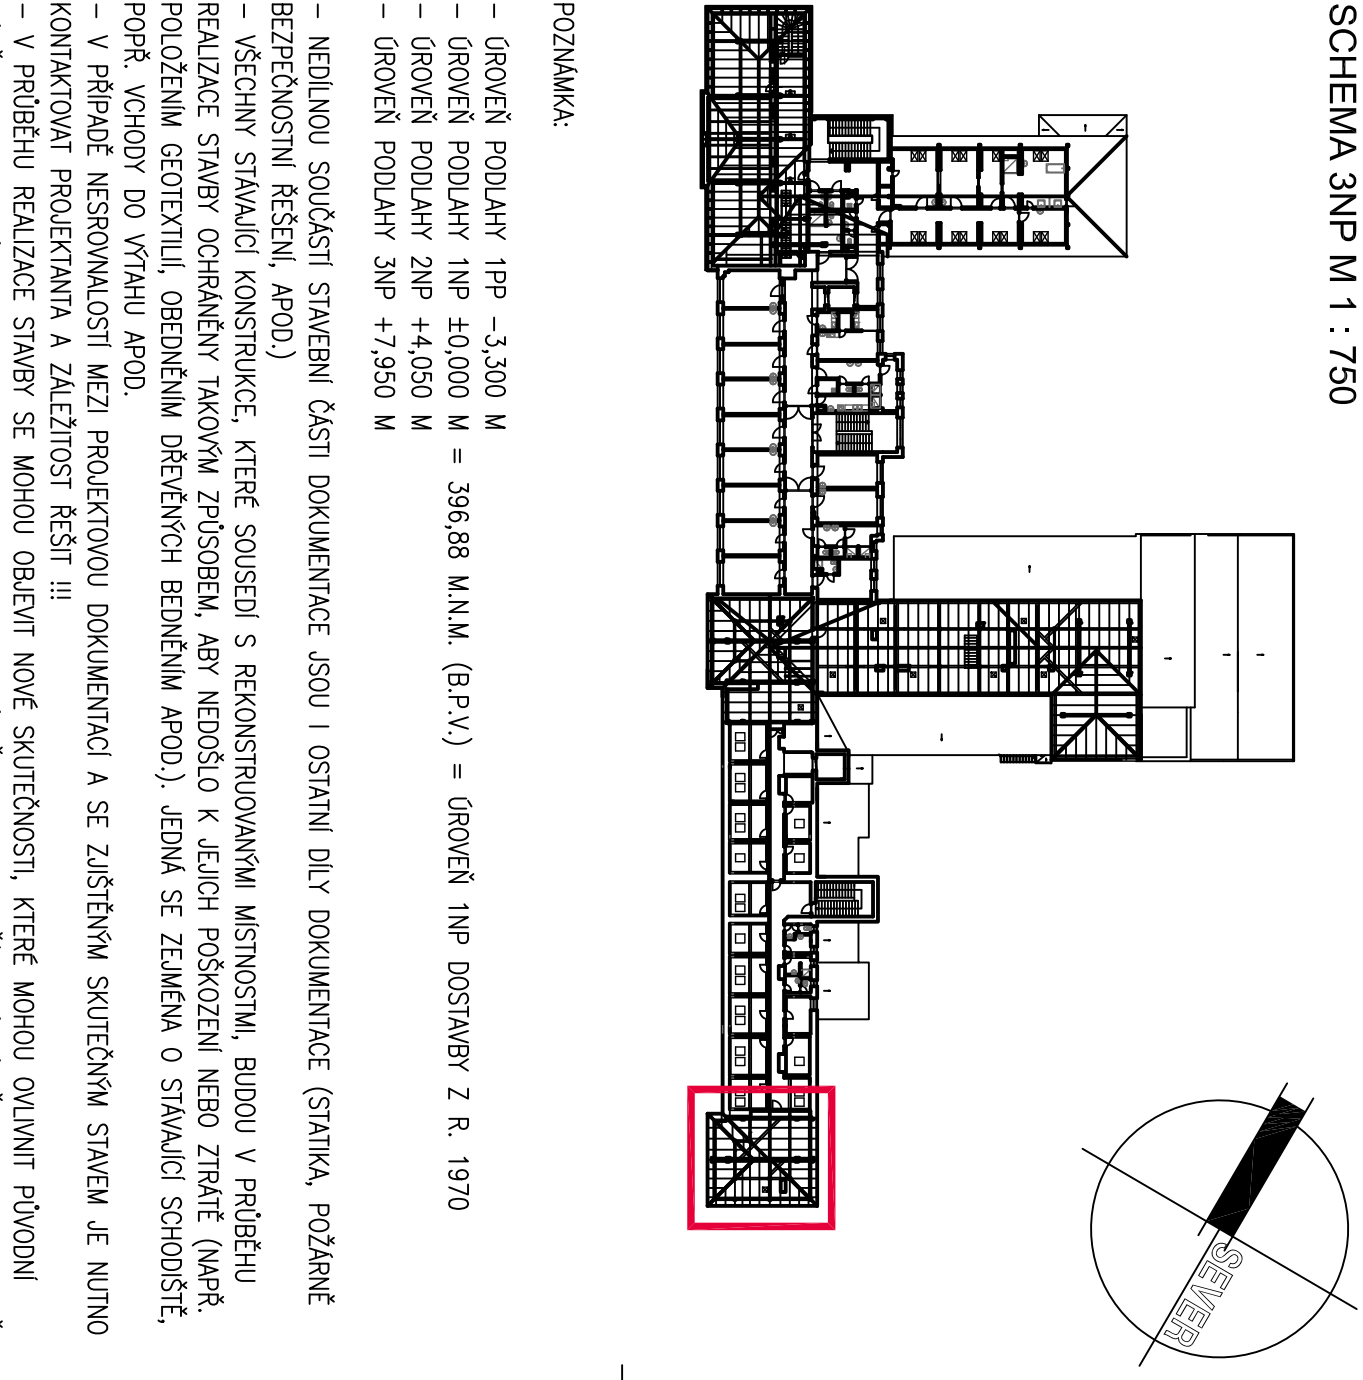 SCHEMA 3NP M 1 : 750
SEVER
POZNÁMKA:
- ÚROVEŇ PODLAHY 1PP -3,300 M
- ÚROVEŇ PODLAHY 1NP ±0,000 M = 396,88 M.N.M. (B.P.V.) = ÚROVEŇ 1NP DOSTAVBY Z R. 1970
- ÚROVEŇ PODLAHY 2NP +4,050 M
- ÚROVEŇ PODLAHY 3NP +7,950 M
- NEDÍLNOU SOUČÁSTÍ STAVEBNÍ ČÁSTI DOKUMENTACE JSOU I OSTATNÍ DÍLY DOKUMENTACE (STATIKA, POŽÁRNĚ
BEZPEČNOSTNÍ ŘEŠENÍ, APOD.)
- VŠECHNY STÁVAJÍCÍ KONSTRUKCE, KTERÉ SOUSEDÍ S REKONSTRUOVANÝMI MÍSTNOSTMI, BUDOU V PRŮBĚHU
REALIZACE STAVBY OCHRÁNĚNY TAKOVÝM ZPŮSOBEM, ABY NEDOŠLO K JEJICH POŠKOZENÍ NEBO ZTRÁTĚ (NAPŘ.
POLOŽENÍM GEOTEXTILIÍ, OBEDNĚNÍM DŘEVĚNÝCH BEDNĚNÍM APOD.). JEDNÁ SE ZEJMÉNA O STÁVAJÍCÍ SCHODIŠTĚ,
POPŘ. VCHODY DO VÝTAHU APOD.
- V PŘÍPADĚ NESROVNALOSTÍ MEZI PROJEKTOVOU DOKUMENTACÍ A SE ZJIŠTĚNÝM SKUTEČNÝM STAVEM JE NUTNO
KONTAKTOVAT PROJEKTANTA A ZÁLEŽITOST ŘEŠIT !!!
- V PRŮBĚHU REALIZACE STAVBY SE MOHOU OBJEVIT NOVÉ SKUTEČNOSTI, KTERÉ MOHOU OVLIVNIT PŮVODNÍ